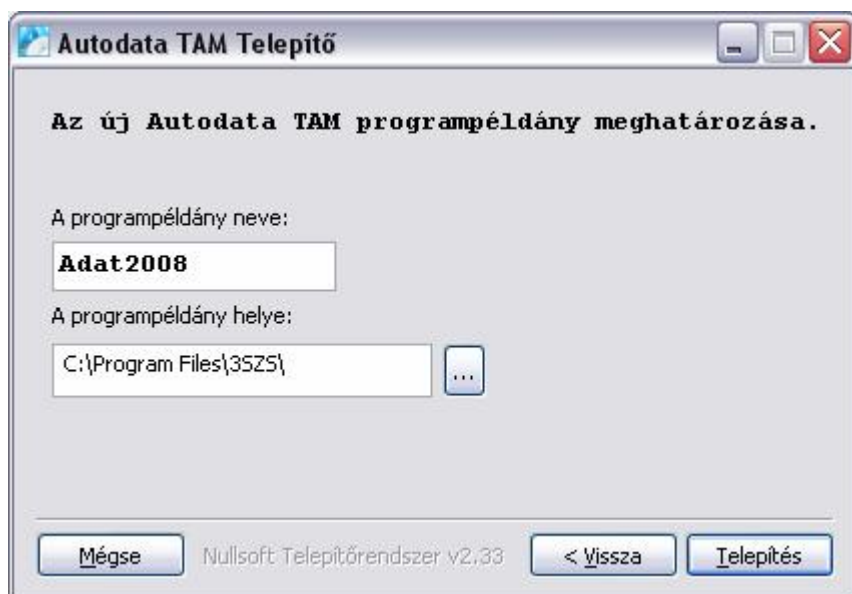 Autodata TAM Telepítő
Az új Autodata TAM programpéldány meghatározása.
A programpéldány neve:
Adat2008
A programpéldány helye:
C:\Program Files\3SZS\
...
Mégse
Nullsoft Telepítőrendszer v2.33
< Vissza
Telepítés